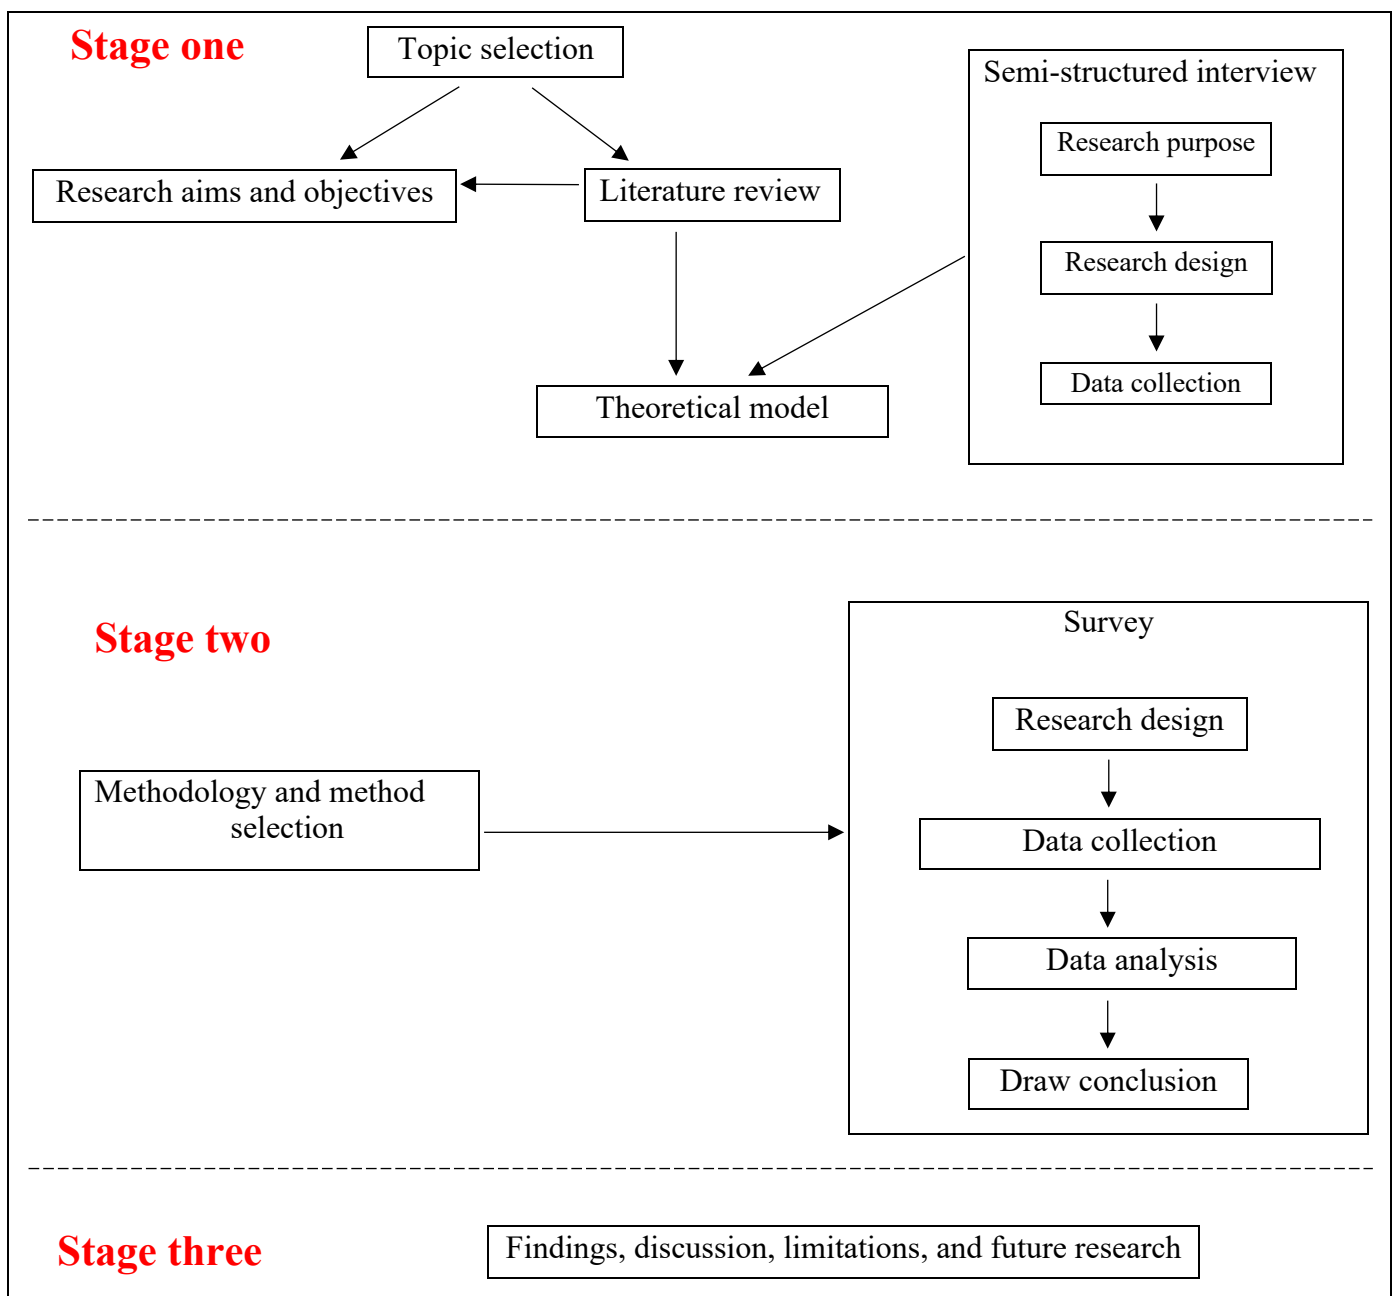 Stage one
Topic selection
Semi-structured interview
Research purpose
Research aims and objectives
Literature review
Research design
Data collection
Theoretical model
Stage two
Survey
Research design
Methodology and method
selection
Data collection
Data analysis
Draw conclusion
Stage three
Findings, discussion, limitations, and future research